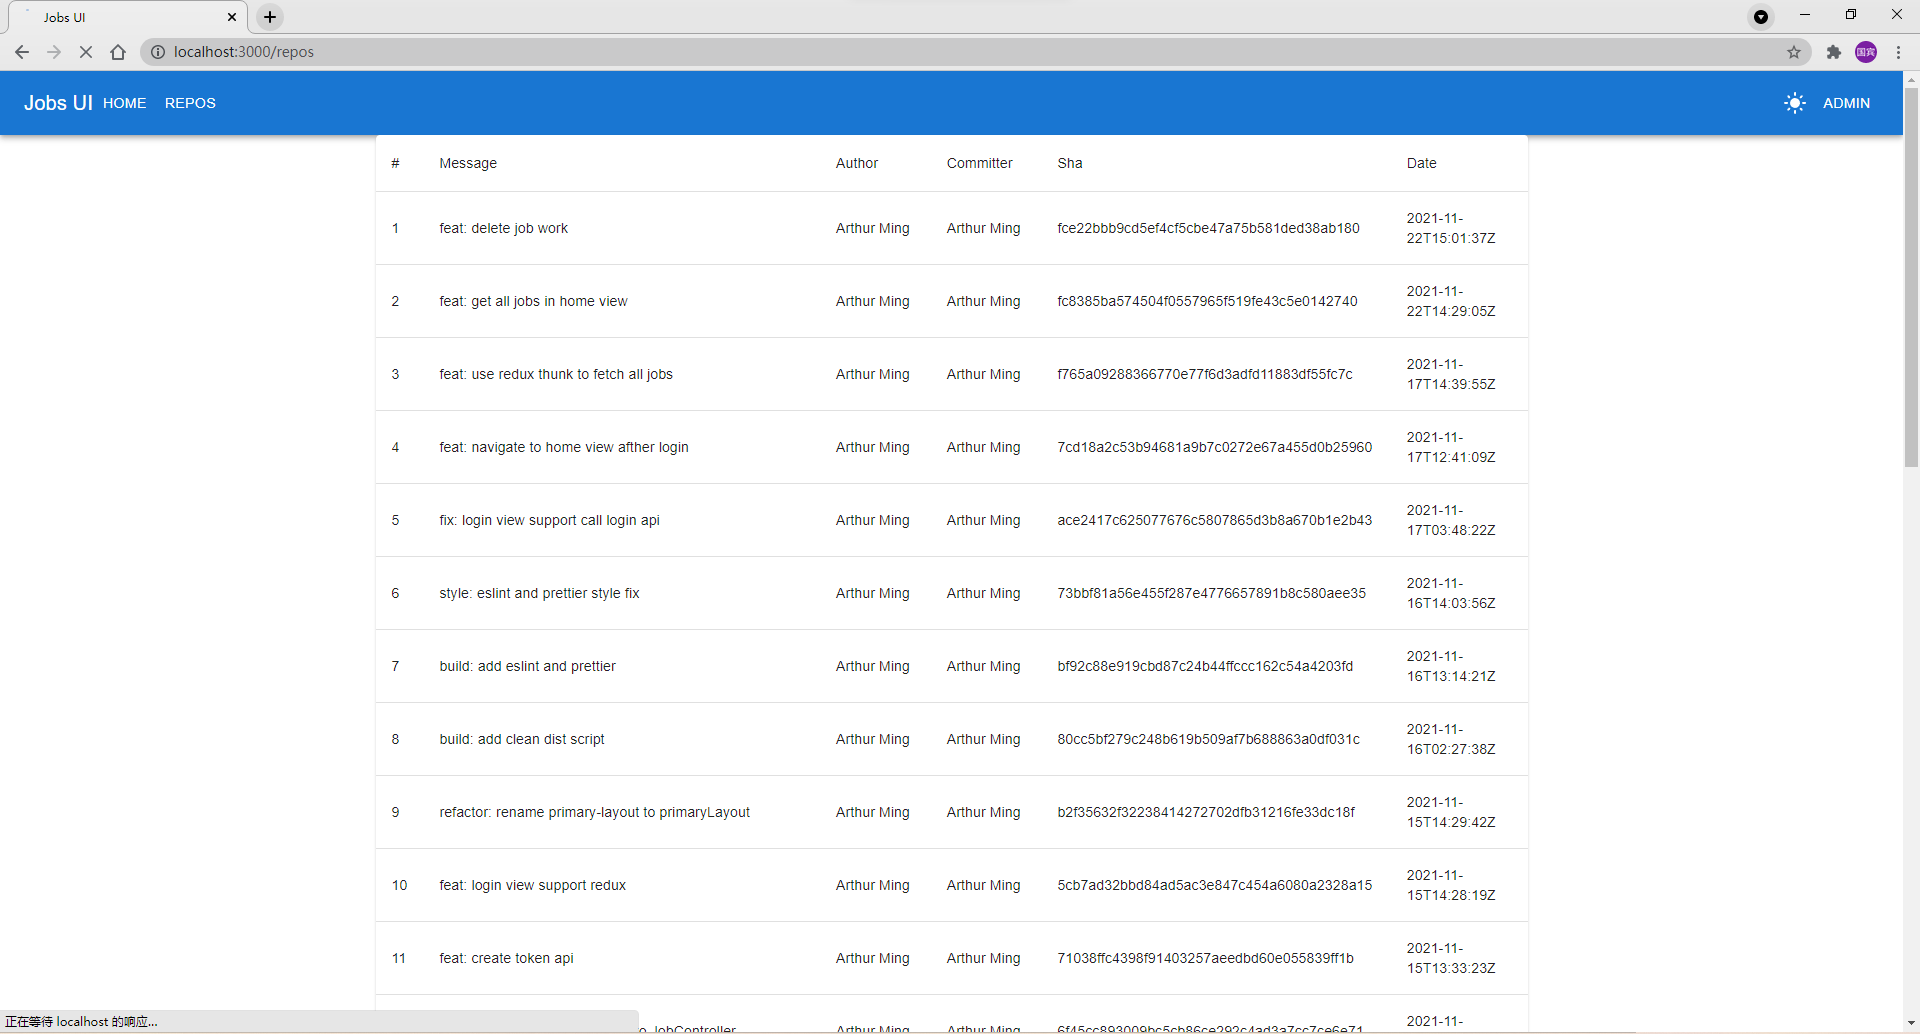 Jobs UI
localhost:3000/repos
国宾
Jobs UI HOME REPOS ADMIN
# Message Author Committer Sha Date
1 feat: delete job work Arthur Ming Arthur Ming fce22bbb9cd5ef4cf5cbe47a75b581ded38ab180 2021-11-
22T15:01:37Z
2 feat: get all jobs in home view Arthur Ming Arthur Ming fc8385ba574504f0557965f519fe43c5e0142740 2021-11-
22T14:29:05Z
3 feat: use redux thunk to fetch all jobs Arthur Ming Arthur Ming f765a09288366770e77f6d3adfd11883df55fc7c 2021-11-
17T14:39:55Z
4 feat: navigate to home view afther login Arthur Ming Arthur Ming 7cd18a2c53b94681a9b7c0272e67a455d0b25960 2021-11-
17T12:41:09Z
5 fix: login view support call login api Arthur Ming Arthur Ming ace2417c625077676c5807865d3b8a670b1e2b43 2021-11-
17T03:48:22Z
6 style: eslint and prettier style fix Arthur Ming Arthur Ming 73bbf81a56e455f287e4776657891b8c580aee35 2021-11-
16T14:03:56Z
7 build: add eslint and prettier Arthur Ming Arthur Ming bf92c88e919cbd87c24b44ffccc162c54a4203fd 2021-11-
16T13:14:21Z
8 build: add clean dist script Arthur Ming Arthur Ming 80cc5bf279c248b619b509af7b688863a0df031c 2021-11-
16T02:27:38Z
9 refactor: rename primary-layout to primaryLayout Arthur Ming Arthur Ming b2f35632f32238414272702dfb31216fe33dc18f 2021-11-
15T14:29:42Z
10 feat: login view support redux Arthur Ming Arthur Ming 5cb7ad32bbd84ad5ac3e847c454a6080a2328a15 2021-11-
15T14:28:19Z
11 feat: create token api Arthur Ming Arthur Ming 71038ffc4398f91403257aeedbd60e055839ff1b 2021-11-
15T13:33:23Z
JobController Arthur Ming Arthur Ming 6f45cc893009bc5cb86ce292c4ad3a7cc7ce6e71 2021-11-
正在等待 localhost 的响应...